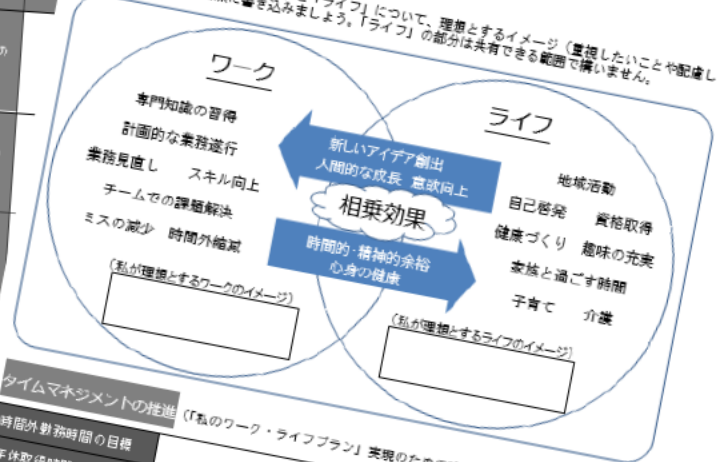 ライフ」について、理想とするイメージ（重視したいことや配慮し
に書き込みましょう。「ライフ」の部分は共有できる範囲で構いません。
ワーク
専門知識の習得
計画的な業務遂行
業務見直し スキル向上
チームでの課題解決
ミスの減少 時間外縮減
（私が理想とするワークのイメージ）
新しいアイデア創出
人間的な成長 意欲向上
相乗効果
時間的・精神的余裕
心身の健康
ライフ
地域活動
自己啓発 資格取得
健康づくり 趣味の充実
家族と過ごす時間
子育て 介護
（私が理想とするライフのイメージ）
タイムマネジメントの推進
（「私のワーク・ライフプラン」実現のための
時間外勤務時間の目標